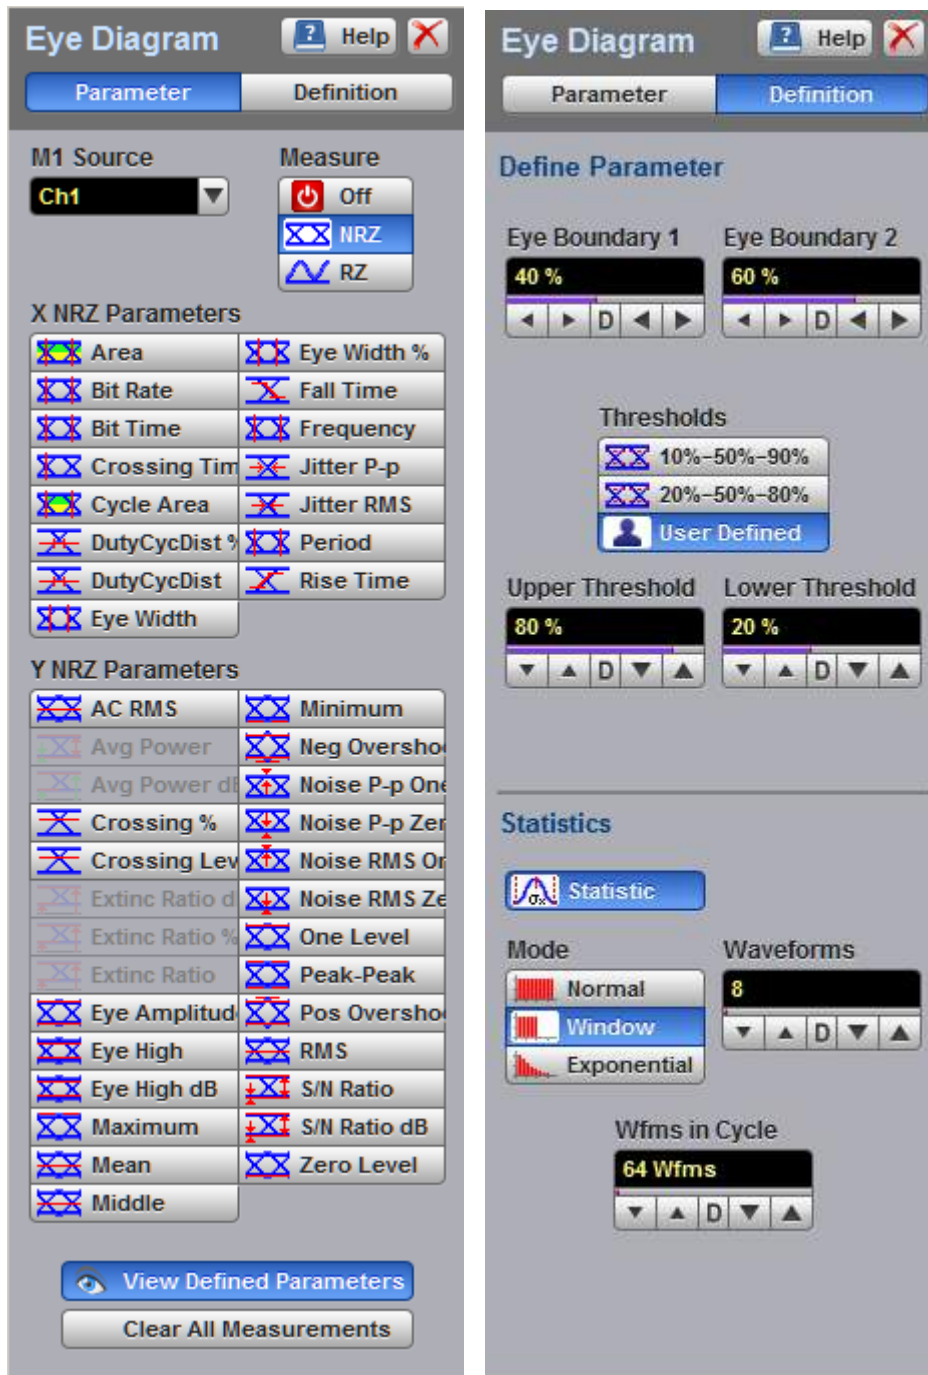 Eye Diagram
Help
Parameter
Definition
M1 Source
Measure
Ch1
Off
NRZ
RZ
X NRZ Parameters
Area
Eye Width %
Bit Rate
Fall Time
Bit Time
Frequency
Crossing Tim
Jitter P-p
Cycle Area
Jitter RMS
DutyCycDist %
Period
DutyCycDist
Rise Time
Eye Width
Y NRZ Parameters
AC RMS
Minimum
Avg Power
Neg Oversho
Avg Power dB
Noise P-p One
Crossing %
Noise P-p Zer
Crossing Lev
Noise RMS On
Extinc Ratio d
Noise RMS Ze
Extinc Ratio %
One Level
Extinc Ratio
Peak-Peak
Eye Amplitud
Pos Oversho
Eye High
RMS
Eye High dB
S/N Ratio
Maximum
S/N Ratio dB
Mean
Zero Level
Middle
View Defined Parameters
Clear All Measurements
Eye Diagram
Help
Parameter
Definition
Define Parameter
Eye Boundary 1
Eye Boundary 2
40 %
60 %
D
D
Thresholds
10%-50%-90%
20%-50%-80%
User Defined
Upper Threshold
Lower Threshold
80 %
20 %
D
D
Statistics
σx Statistic
Mode
Waveforms
Normal
8
Window
D
Exponential
Wfms in Cycle
64 Wfms
D